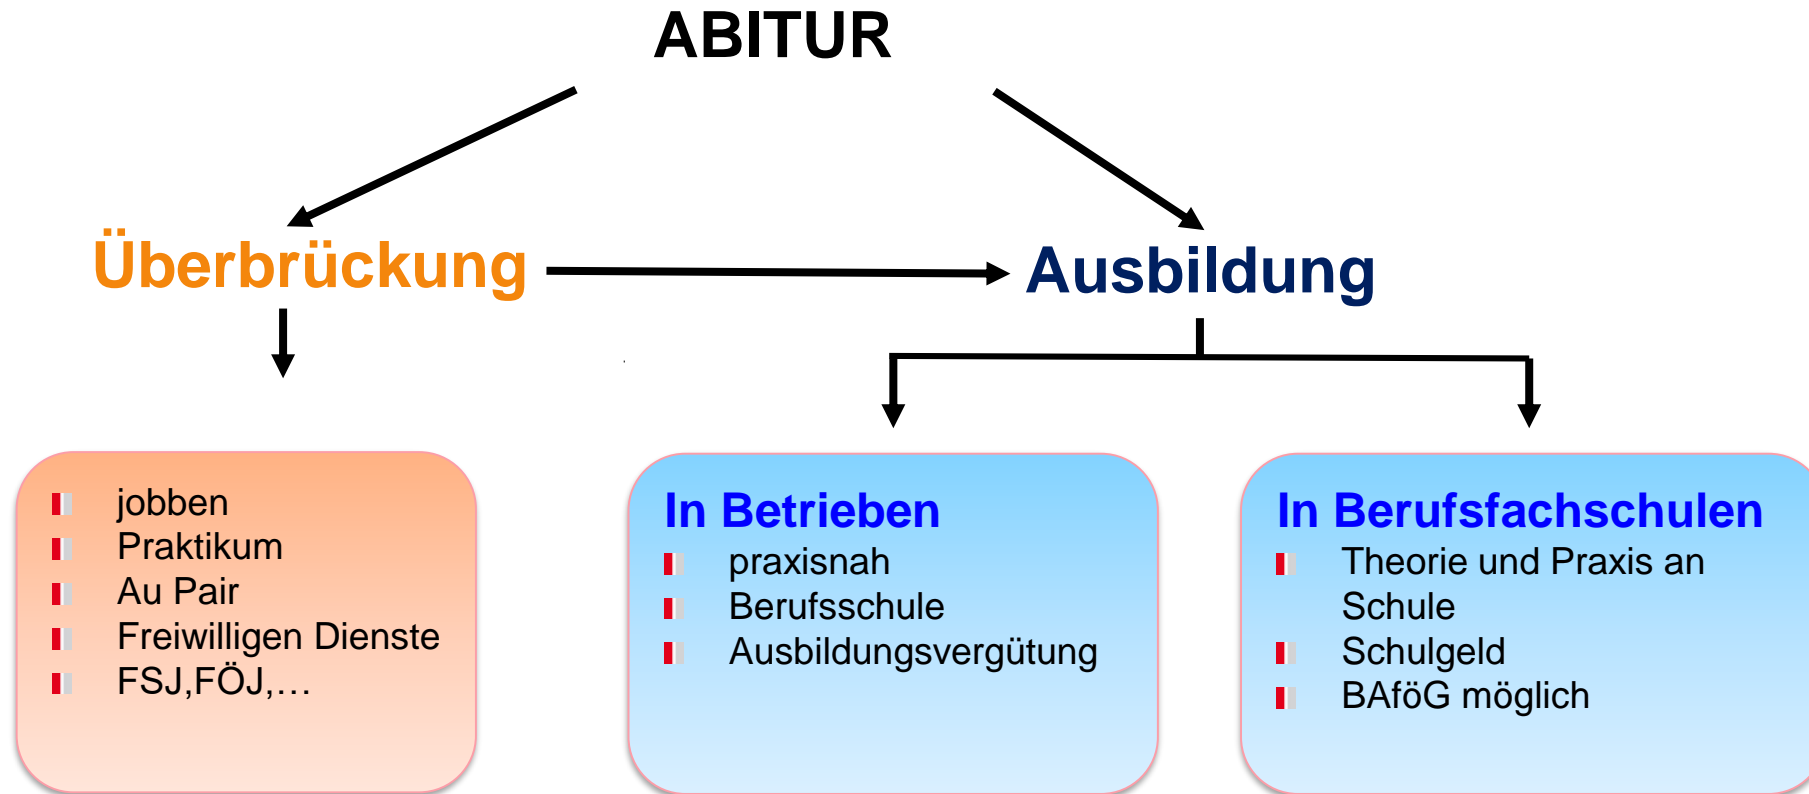 ABITUR
Überbrückung
Ausbildung
jobben
Praktikum
Au Pair
Freiwilligen Dienste
FSJ,FÖJ,…
In Betrieben
praxisnah
Berufsschule
Ausbildungsvergütung
In Berufsfachschulen
Theorie und Praxis an
Schule
Schulgeld
BAföG möglich